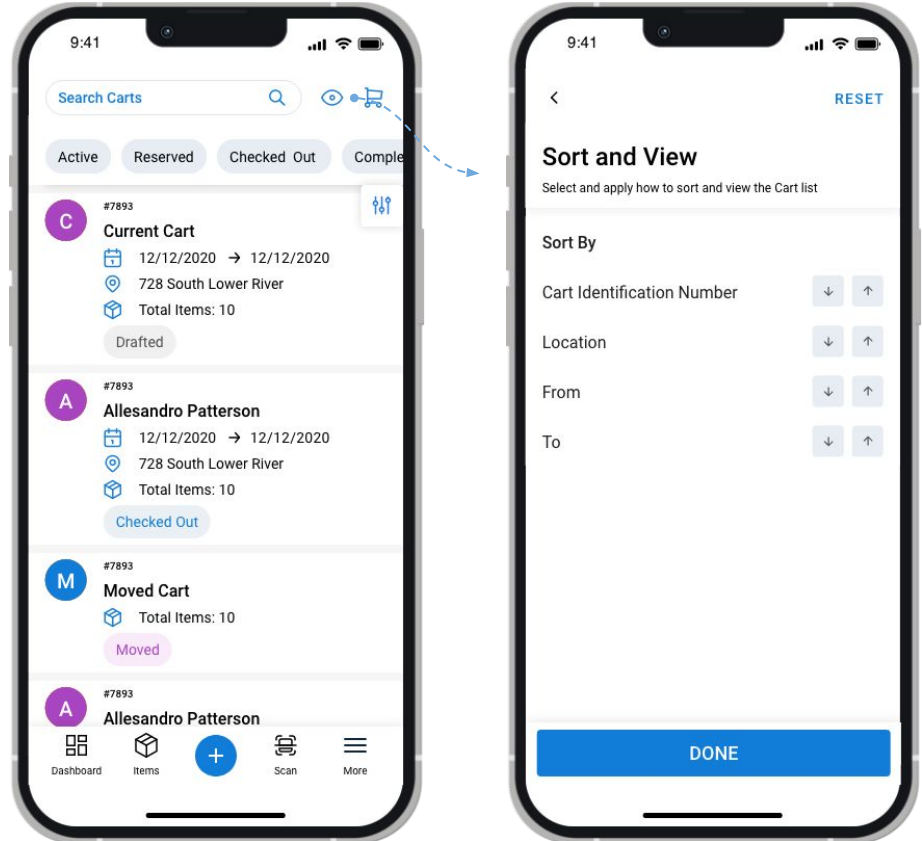 9:41
Search Carts
Active Reserved Checked Out Comple
#7893
C
Current Cart
12/12/2020 → 12/12/2020
728 South Lower River
Total Items: 10
Drafted
#7893
A
Allesandro Patterson
12/12/2020 → 12/12/2020
728 South Lower River
Total Items: 10
Checked Out
#7893
M
Moved Cart
Total Items: 10
Moved
#7893
A
Allesandro Patterson
Dashboard Items + Scan More
9:41
RESET
Sort and View
Select and apply how to sort and view the Cart list
Sort By
Cart Identification Number ↓ ↑
Location ↓ ↑
From ↓ ↑
To ↓ ↑
DONE